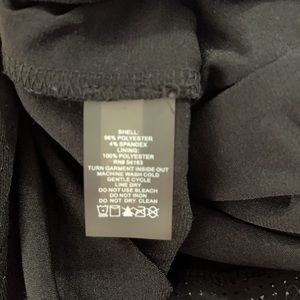 SHELL:
96% POLYESTER
4% SPANDEX
LINING:
100% POLYESTER
RN# 54163
TURN GARMENT INSIDE OUT
MACHINE WASH COLD
GENTLE CYCLE
LINE DRY
DO NOT USE BLEACH
DO NOT IRON
DO NOT DRY CLEAN